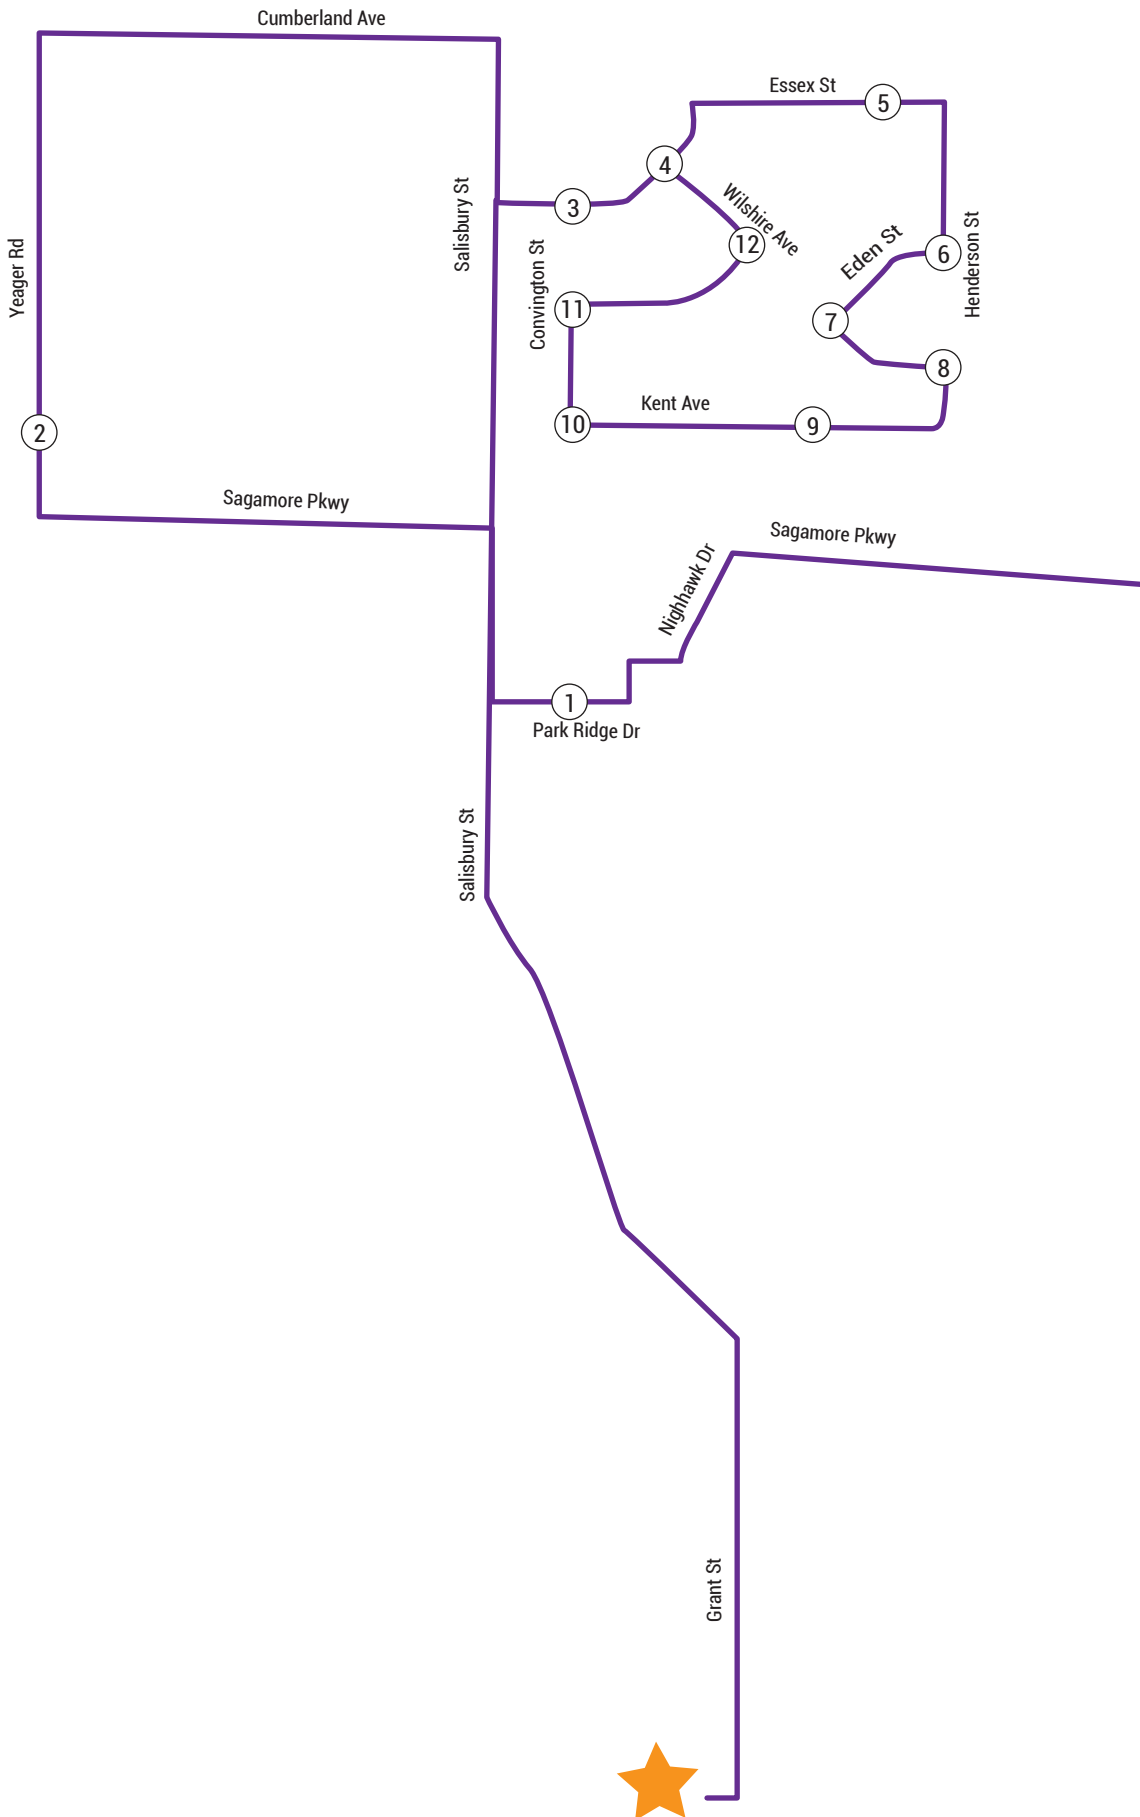 Cumberland Ave
Essex St
5
4
Wilshire Ave
Salisbury St
3
12
Yeager Rd
Convington St
Eden St
6
Henderson St
11
7
8
Kent Ave
2
10
9
Sagamore Pkwy
Sagamore Pkwy
Nighhawk Dr
1
Park Ridge Dr
Salisbury St
Grant St